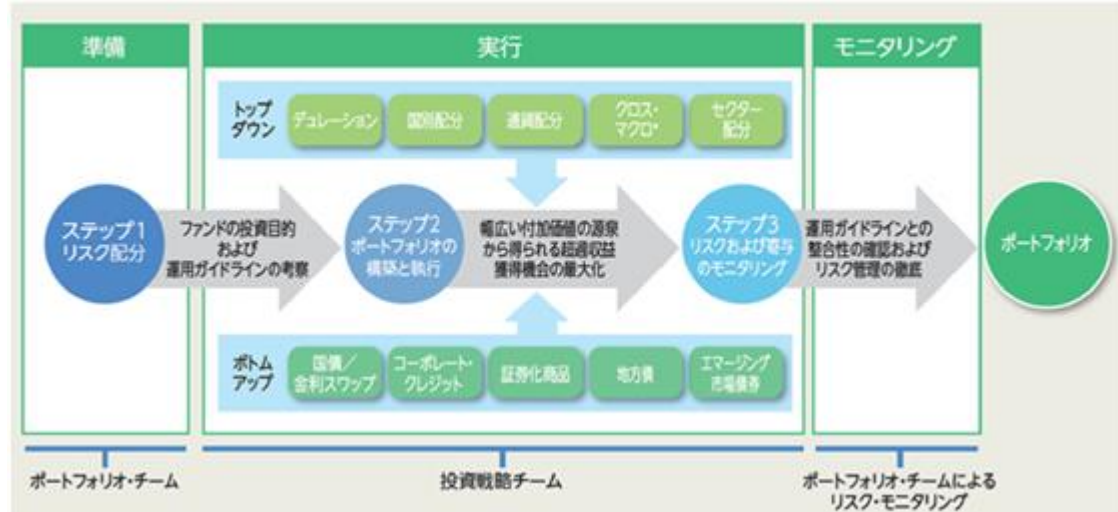 準備
実行
モニタリング
トップ
ダウン
デュレーション
国別配分
通貨配分
クロス・
マクロ*
セクター
配分
ステップ1
リスク配分
ファンドの投資目的
および
運用ガイドラインの考察
ステップ2
ポートフォリオの
構築と執行
幅広い付加価値の源泉
から得られる超過収益
獲得機会の最大化
ステップ3
リスクおよび寄与
のモニタリング
運用ガイドラインとの
整合性の確認および
リスク管理の徹底
ポートフォリオ
ボトム
アップ
国債／
金利スワップ
コーポレート・
クレジット
証券化商品
地方債
エマージング
市場債券
ポートフォリオ・チーム
投資戦略チーム
ポートフォリオ・チームによる
リスク・モニタリング